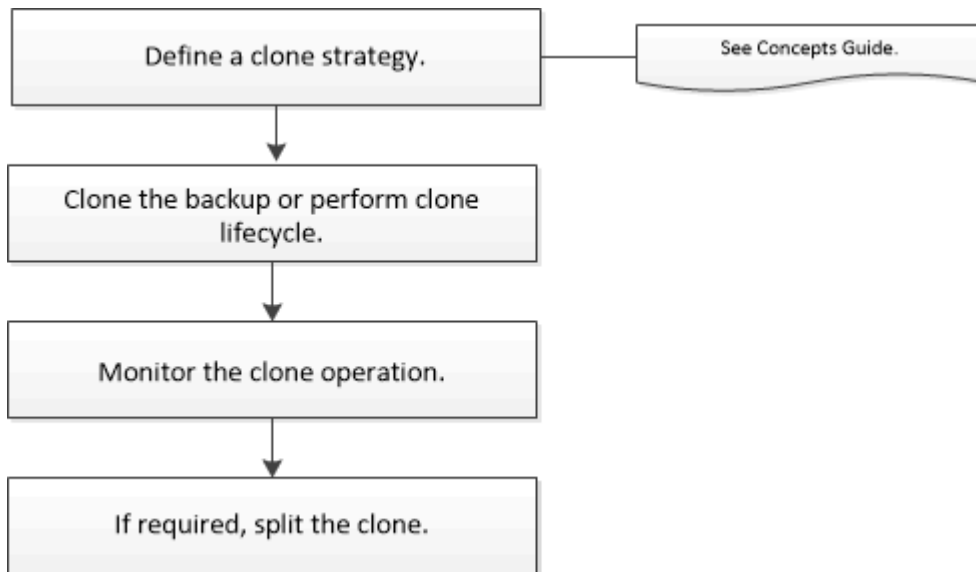 Define a clone strategy.
See Concepts Guide.
Clone the backup or perform clone
lifecycle.
Monitor the clone operation.
If required, split the clone.